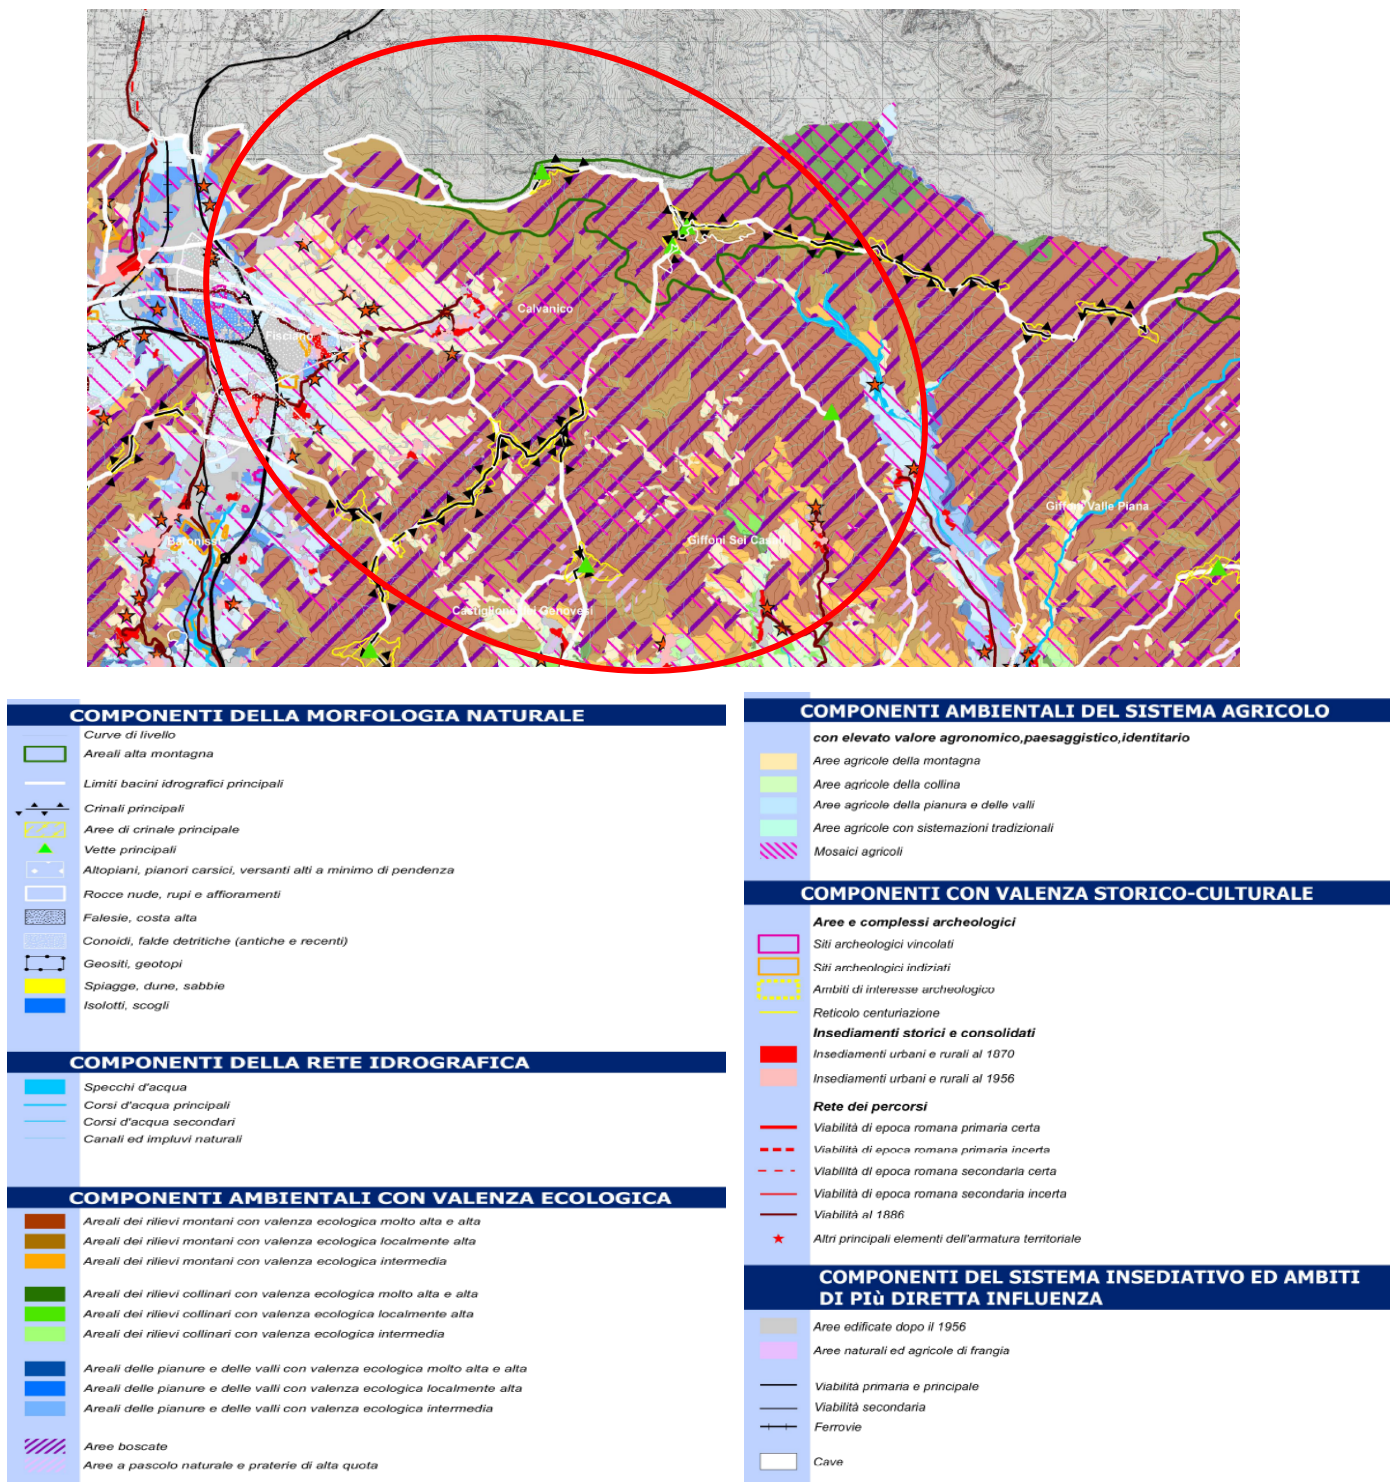 Calvanico
Fisciano
Giffoni Valle Piana
Baronissi
Giffoni Sei Casali
Castiglione del Genovesi
COMPONENTI DELLA MORFOLOGIA NATURALE
Curve di livello
Areali alta montagna
Limiti bacini idrografici principali
Crinali principali
Aree di crinale principale
Vette principali
Altopiani, pianori carsici, versanti alti a minimo di pendenza
Rocce nude, rupi e affioramenti
Falesie, costa alta
Conoidi, falde detritiche (antiche e recenti)
Geositi, geotopi
Spiagge, dune, sabbie
Isolotti, scogli
COMPONENTI DELLA RETE IDROGRAFICA
Specchi d'acqua
Corsi d'acqua principali
Corsi d'acqua secondari
Canali ed impluvi naturali
COMPONENTI AMBIENTALI CON VALENZA ECOLOGICA
Areali dei rilievi montani con valenza ecologica molto alta e alta
Areali dei rilievi montani con valenza ecologica localmente alta
Areali dei rilievi montani con valenza ecologica intermedia
Areali dei rilievi collinari con valenza ecologica molto alta e alta
Areali dei rilievi collinari con valenza ecologica localmente alta
Areali dei rilievi collinari con valenza ecologica intermedia
Areali delle pianure e delle valli con valenza ecologica molto alta e alta
Areali delle pianure e delle valli con valenza ecologica localmente alta
Areali delle pianure e delle valli con valenza ecologica intermedia
Aree boscate
Aree a pascolo naturale e praterie di alta quota
COMPONENTI AMBIENTALI DEL SISTEMA AGRICOLO
con elevato valore agronomico,paesaggistico,identitario
Aree agricole della montagna
Aree agricole della collina
Aree agricole della pianura e delle valli
Aree agricole con sistemazioni tradizionali
Mosaici agricoli
COMPONENTI CON VALENZA STORICO-CULTURALE
Aree e complessi archeologici
Siti archeologici vincolati
Siti archeologici indiziati
Ambiti di interesse archeologico
Reticolo centuriazione
Insediamenti storici e consolidati
Insediamenti urbani e rurali al 1870
Insediamenti urbani e rurali al 1956
Rete dei percorsi
Viabilità di epoca romana primaria certa
Viabilità di epoca romana primaria incerta
Viabilità di epoca romana secondaria certa
Viabilità di epoca romana secondaria incerta
Viabilità al 1886
Altri principali elementi dell'armatura territoriale
COMPONENTI DEL SISTEMA INSEDIATIVO ED AMBITI
DI PIù DIRETTA INFLUENZA
Aree edificate dopo il 1956
Aree naturali ed agricole di frangia
Viabilità primaria e principale
Viabilità secondaria
Ferrovie
Cave